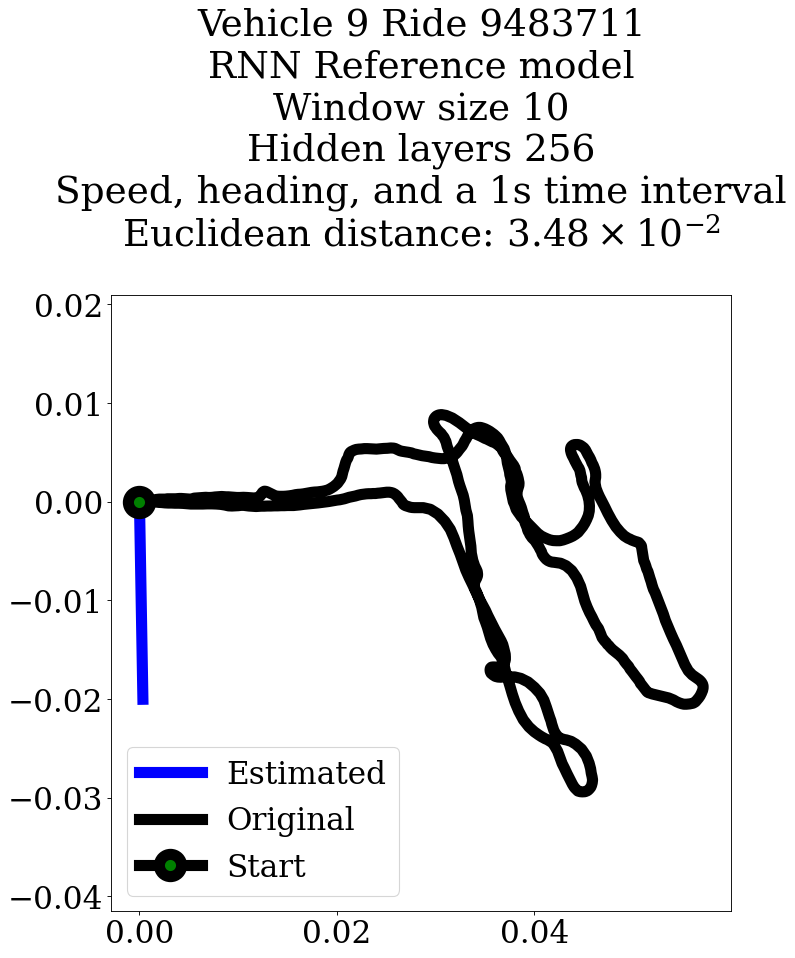 Vehicle 9 Ride 9483711
RNN Reference model
Window size 10
Hidden layers 256
Speed, heading, and a 1s time interval
Euclidean distance: 3.48 × 10⁻²
0.02
0.01
0.00
−0.01
−0.02
−0.03
−0.04
Estimated
Original
Start
0.00 0.02 0.04